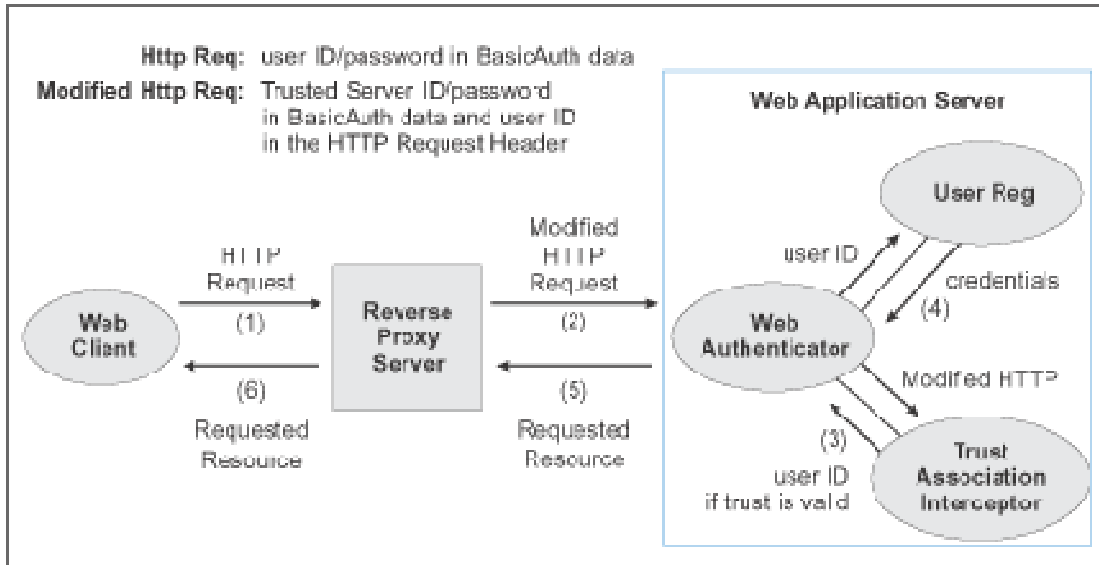 Http Req: user ID/password in BasicAuth data
Modified Http Req: Trusted Server ID/password
in BasicAuth data and user ID
in the HTTP Request Header
Web Application Server
User Reg
user ID
credentials
(4)
HTTP
Request
(1)
Modified
HTTP
Request
(2)
Web
Client
Reverse
Proxy
Server
Web
Authenticator
(6)
Requested
Resource
(5)
Requested
Resource
Modified HTTP
(3)
user ID
if trust is valid
Trust
Association
Interceptor